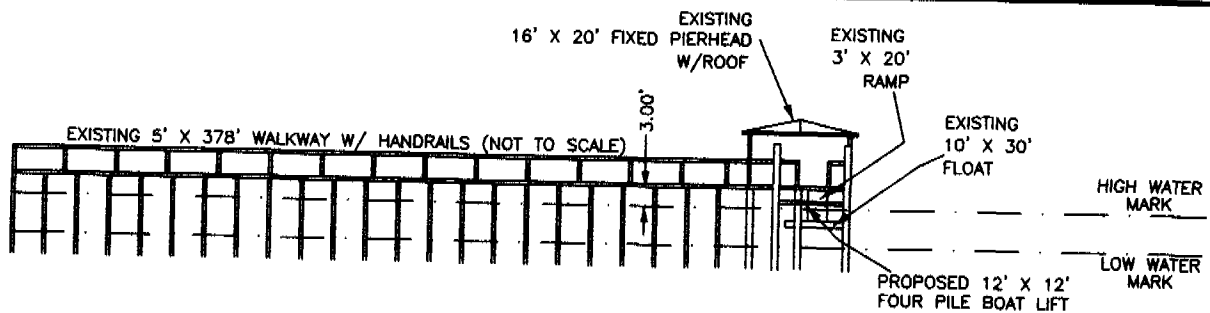 EXISTING
16' X 20' FIXED PIERHEAD
W/ROOF
EXISTING
3' X 20'
RAMP
3.00'
EXISTING 5' X 378' WALKWAY W/ HANDRAILS (NOT TO SCALE)
EXISTING
10' X 30'
FLOAT
HIGH WATER
MARK
LOW WATER
MARK
PROPOSED 12' X 12'
FOUR PILE BOAT LIFT